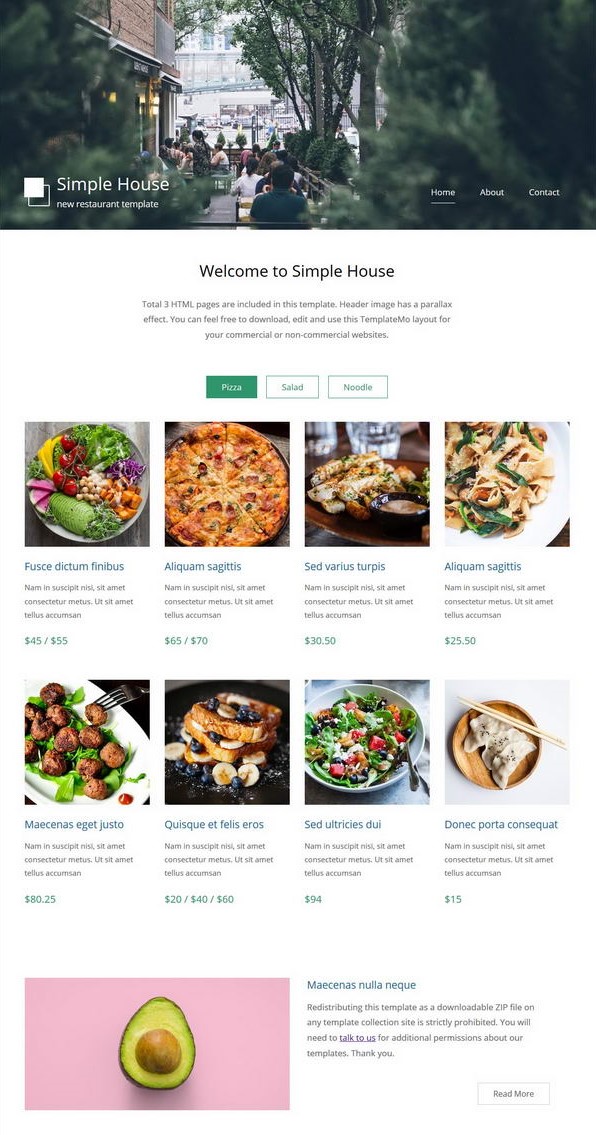 Simple House
new restaurant template
Home About Contact
Welcome to Simple House
Total 3 HTML pages are included in this template. Header image has a parallax
effect. You can feel free to download, edit and use this TemplateMo layout for
your commercial or non-commercial websites.
Pizza Salad Noodle
Fusce dictum finibus
Nam in suscipit nisi, sit amet
consectetur metus. Ut sit amet
tellus accumsan
$45 / $55
Aliquam sagittis
Nam in suscipit nisi, sit amet
consectetur metus. Ut sit amet
tellus accumsan
$65 / $70
Sed varius turpis
Nam in suscipit nisi, sit amet
consectetur metus. Ut sit amet
tellus accumsan
$30.50
Aliquam sagittis
Nam in suscipit nisi, sit amet
consectetur metus. Ut sit amet
tellus accumsan
$25.50
Maecenas eget justo
Nam in suscipit nisi, sit amet
consectetur metus. Ut sit amet
tellus accumsan
$80.25
Quisque et felis eros
Nam in suscipit nisi, sit amet
consectetur metus. Ut sit amet
tellus accumsan
$20 / $40 / $60
Sed ultricies dui
Nam in suscipit nisi, sit amet
consectetur metus. Ut sit amet
tellus accumsan
$94
Donec porta consequat
Nam in suscipit nisi, sit amet
consectetur metus. Ut sit amet
tellus accumsan
$15
Maecenas nulla neque
Redistributing this template as a downloadable ZIP file on
any template collection site is strictly prohibited. You will
need to talk to us for additional permissions about our
templates. Thank you.
Read More